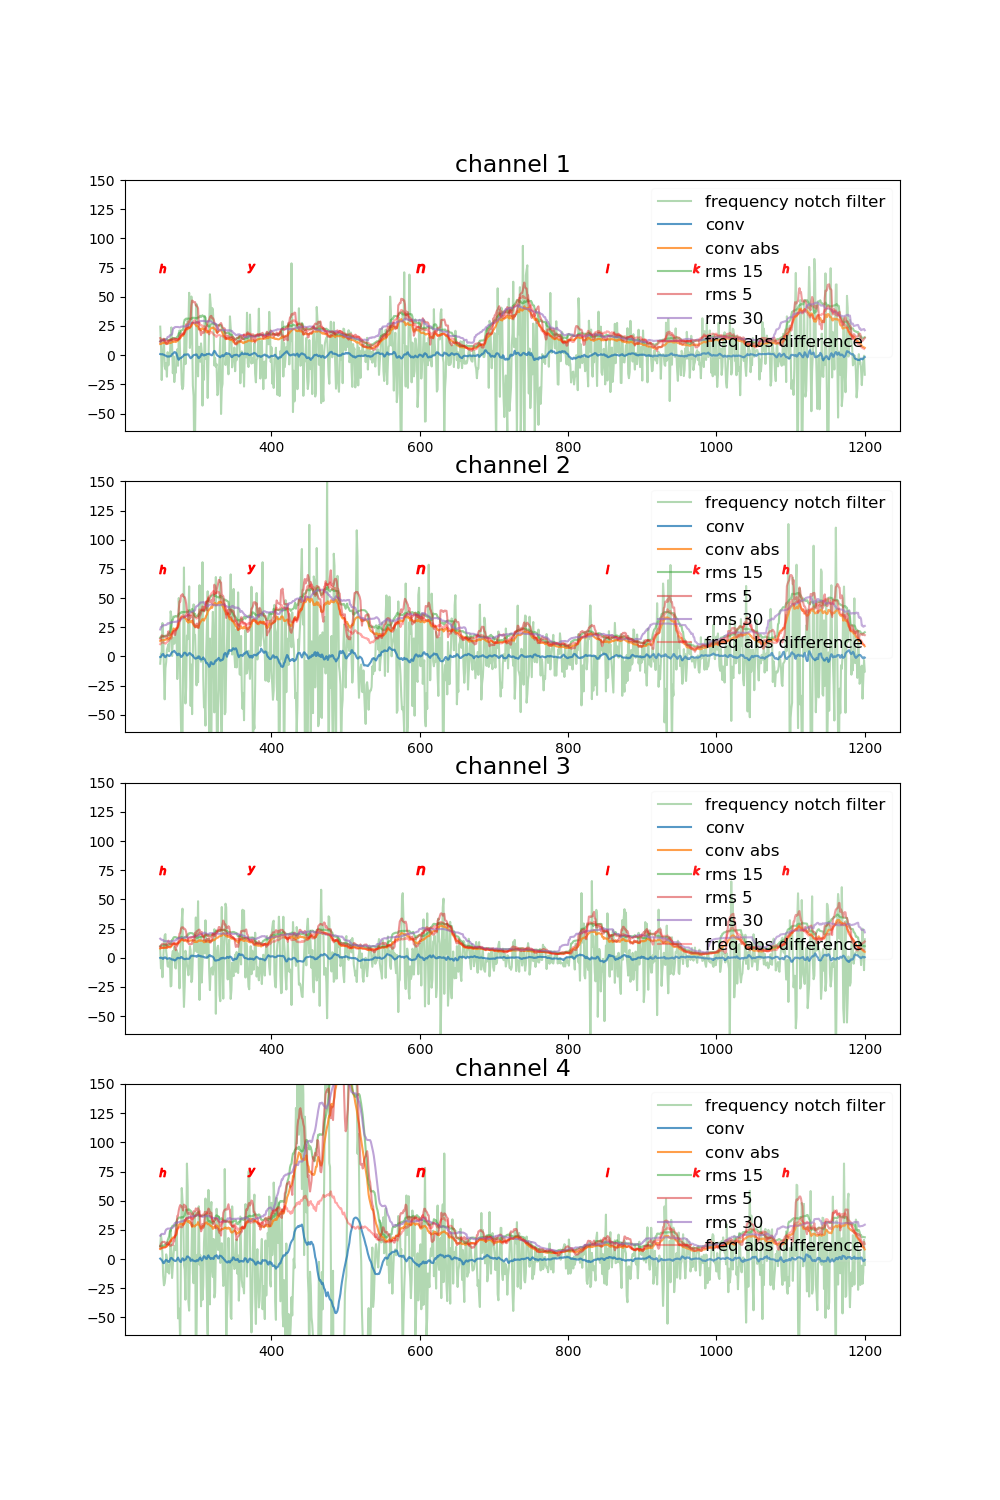 channel 1
150
125
100
75
50
25
0
−25
−50
frequency notch filter
conv
conv abs
rms 15
rms 5
rms 30
freq abs difference
h y n l k h
400 600 800 1000 1200
channel 2
150
125
100
75
50
25
0
−25
−50
frequency notch filter
conv
conv abs
rms 15
rms 5
rms 30
freq abs difference
h y n l k h
400 600 800 1000 1200
channel 3
150
125
100
75
50
25
0
−25
−50
frequency notch filter
conv
conv abs
rms 15
rms 5
rms 30
freq abs difference
h y n l k h
400 600 800 1000 1200
channel 4
150
125
100
75
50
25
0
−25
−50
frequency notch filter
conv
conv abs
rms 15
rms 5
rms 30
freq abs difference
h y n l k h
400 600 800 1000 1200